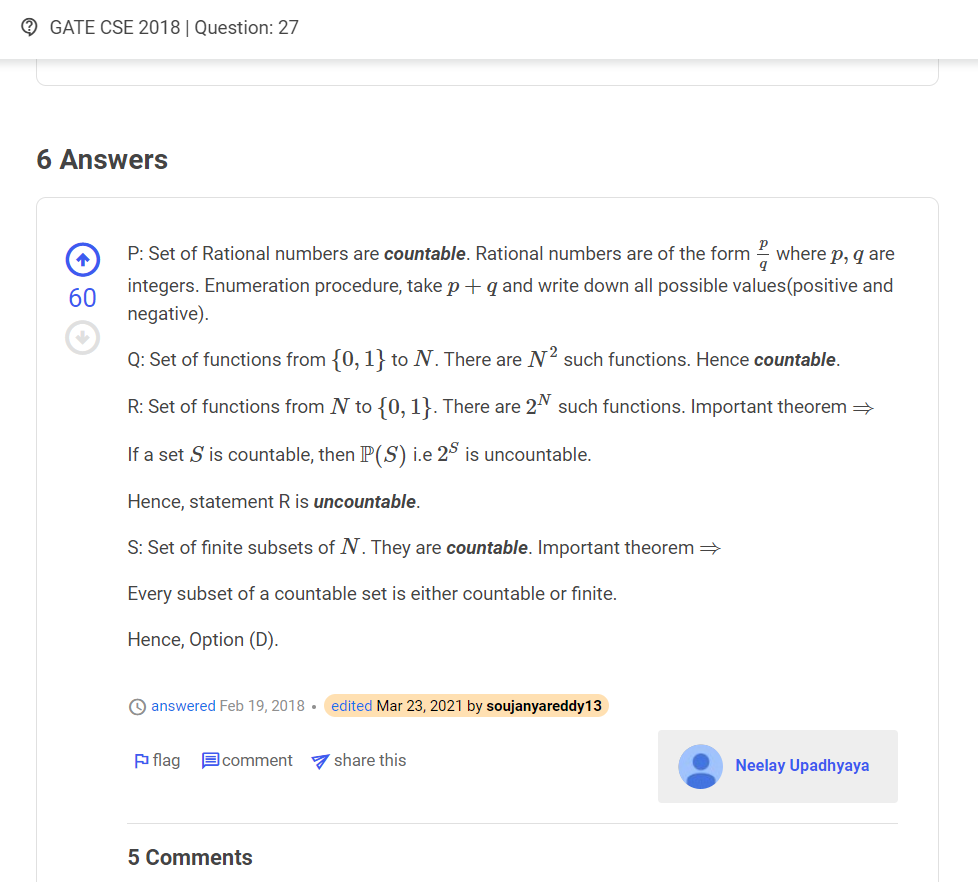 GATE CSE 2018 | Question: 27
6 Answers
60
P: Set of Rational numbers are countable. Rational numbers are of the form p/q where p, q are
integers. Enumeration procedure, take p + q and write down all possible values(positive and
negative).
Q: Set of functions from {0, 1} to N. There are N² such functions. Hence countable.
R: Set of functions from N to {0, 1}. There are 2^N such functions. Important theorem ⇒
If a set S is countable, then ℙ(S) i.e 2^S is uncountable.
Hence, statement R is uncountable.
S: Set of finite subsets of N. They are countable. Important theorem ⇒
Every subset of a countable set is either countable or finite.
Hence, Option (D).
answered Feb 19, 2018 • edited Mar 23, 2021 by soujanyareddy13
flag comment share this
Neelay Upadhyaya
5 Comments